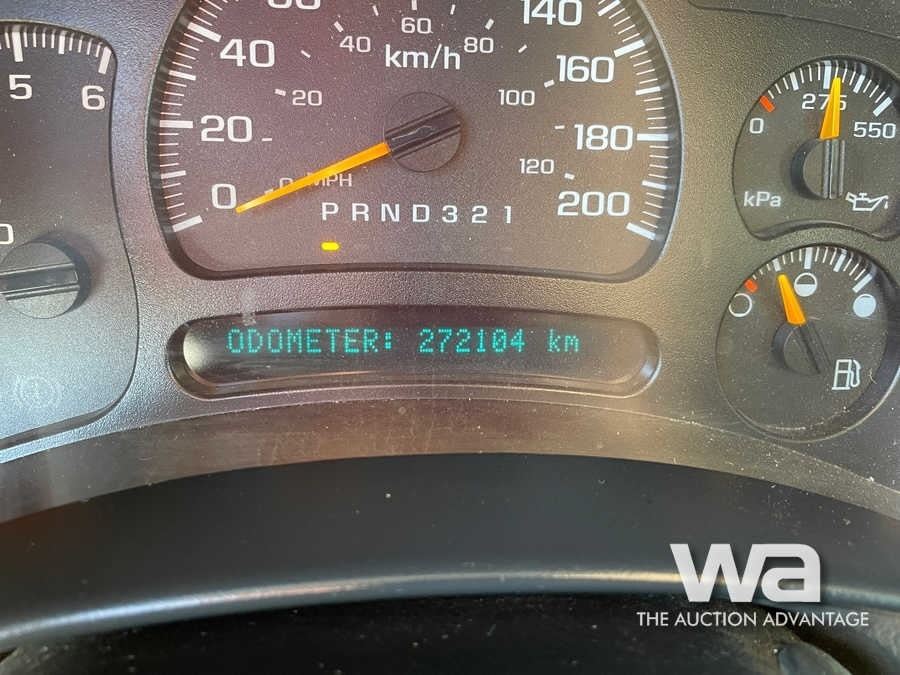 140
60
40 80
km/h
40 160
5
6
20 100
275
0 550
20 180
120
0 0 MPH
PRND321 200
kPa
0
ODOMETER: 272104 km
wa
THE AUCTION ADVANTAGE